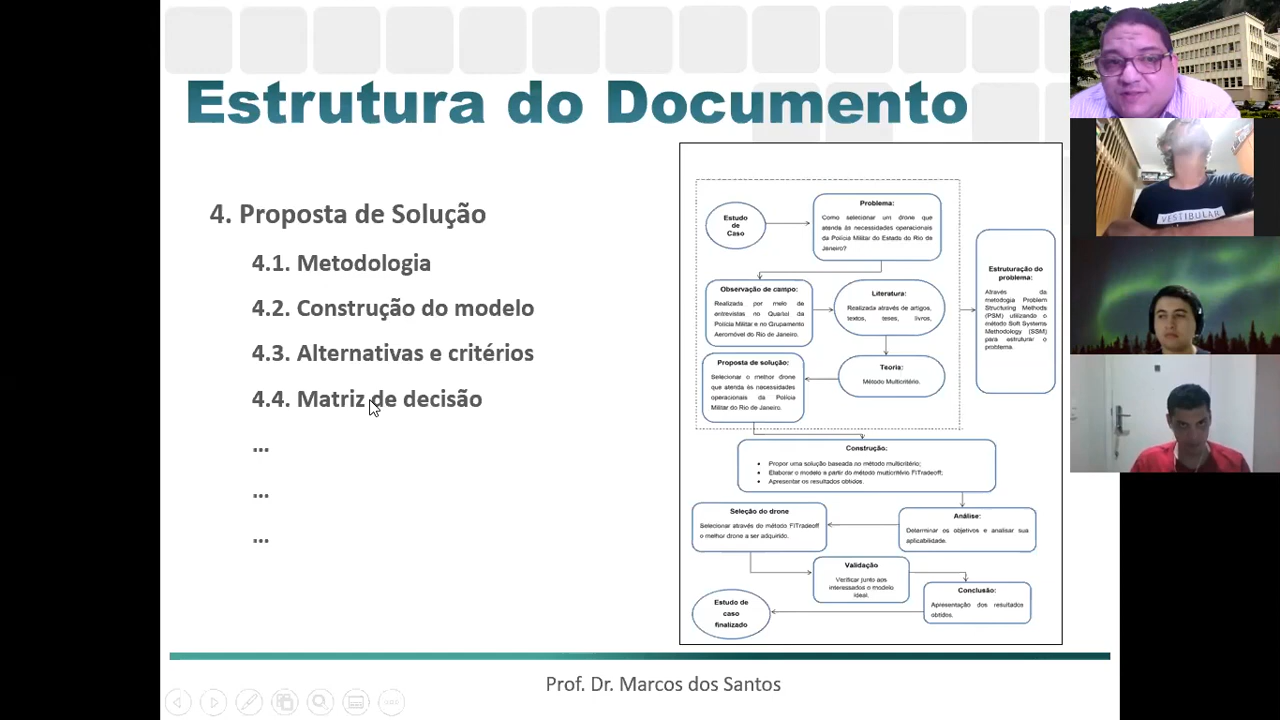 Estrutura do Documento
4. Proposta de Solução
4.1. Metodologia
4.2. Construção do modelo
4.3. Alternativas e critérios
4.4. Matriz de decisão
...
...
...
Estudo
de
Caso
Problema:
Como selecionar um drone que
atenda às necessidades operacionais
da Polícia Militar do Estado do Rio de
Janeiro?
Observação de campo:
Realizada por meio de
entrevistas no Quartel da
Polícia Militar e no Grupamento
Aeromóvel do Rio de Janeiro.
Literatura:
Realizada através de artigos,
textos, teses, livros,
Teoria:
Método Multicritério.
Proposta de solução:
Selecionar o melhor drone
que atenda às necessidades
operacionais da Polícia
Militar do Rio de Janeiro.
Estruturação do
problema:
Através da
metodogia Problem
Structuring Methods
(PSM) utilizando o
método Soft Systems
Methodology (SSM)
para estruturar o
problema.
Construção:
• Propor uma solução baseada no método multicritério;
• Elaborar o modelo a partir do método multicritério FITradeoff;
• Apresentar os resultados obtidos.
Análise:
Determinar os objetivos e analisar sua
aplicabilidade.
Seleção do drone
Selecionar através do método FITradeoff
o melhor drone a ser adquirido.
Validação
Verificar junto aos
interessados o modelo
ideal.
Conclusão:
Apresentação dos resultados
obtidos.
Estudo de
caso
finalizado
Prof. Dr. Marcos dos Santos
VESTIBULAR